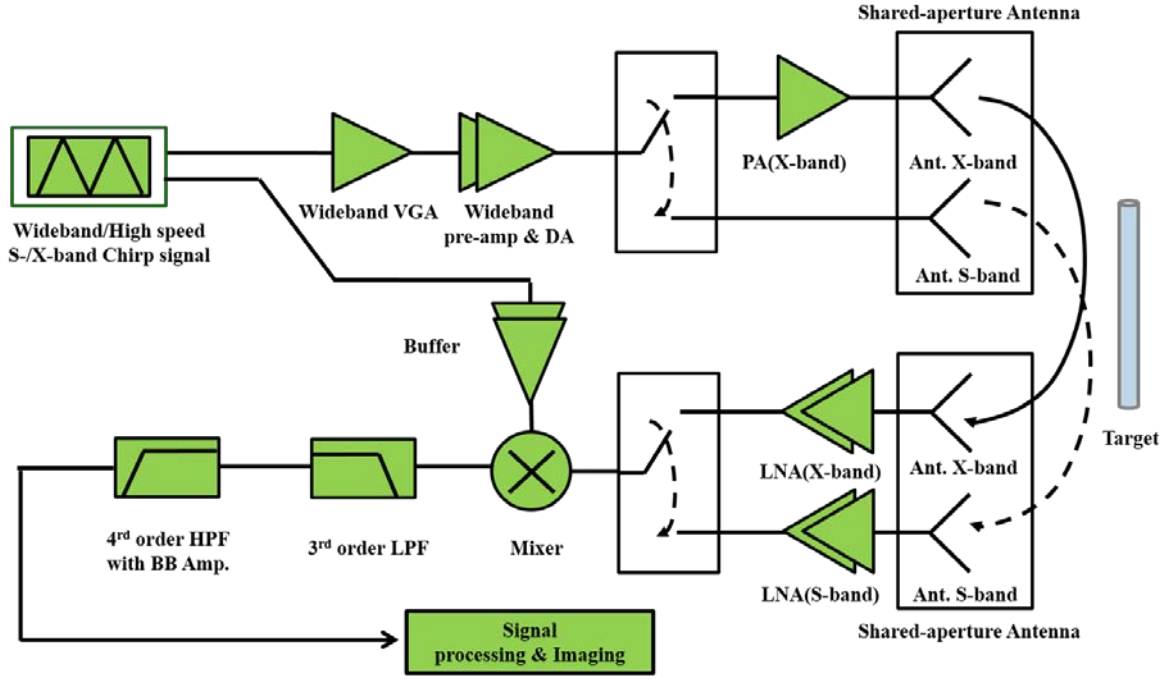 Shared-aperture Antenna
PA(X-band)
Ant. X-band
Wideband VGA
Wideband
pre-amp & DA
Wideband/High speed
S-/X-band Chirp signal
Ant. S-band
Buffer
Target
LNA(X-band)
Ant. X-band
4rd order HPF
with BB Amp.
3rd order LPF
Mixer
LNA(S-band)
Ant. S-band
Shared-aperture Antenna
Signal
processing & Imaging